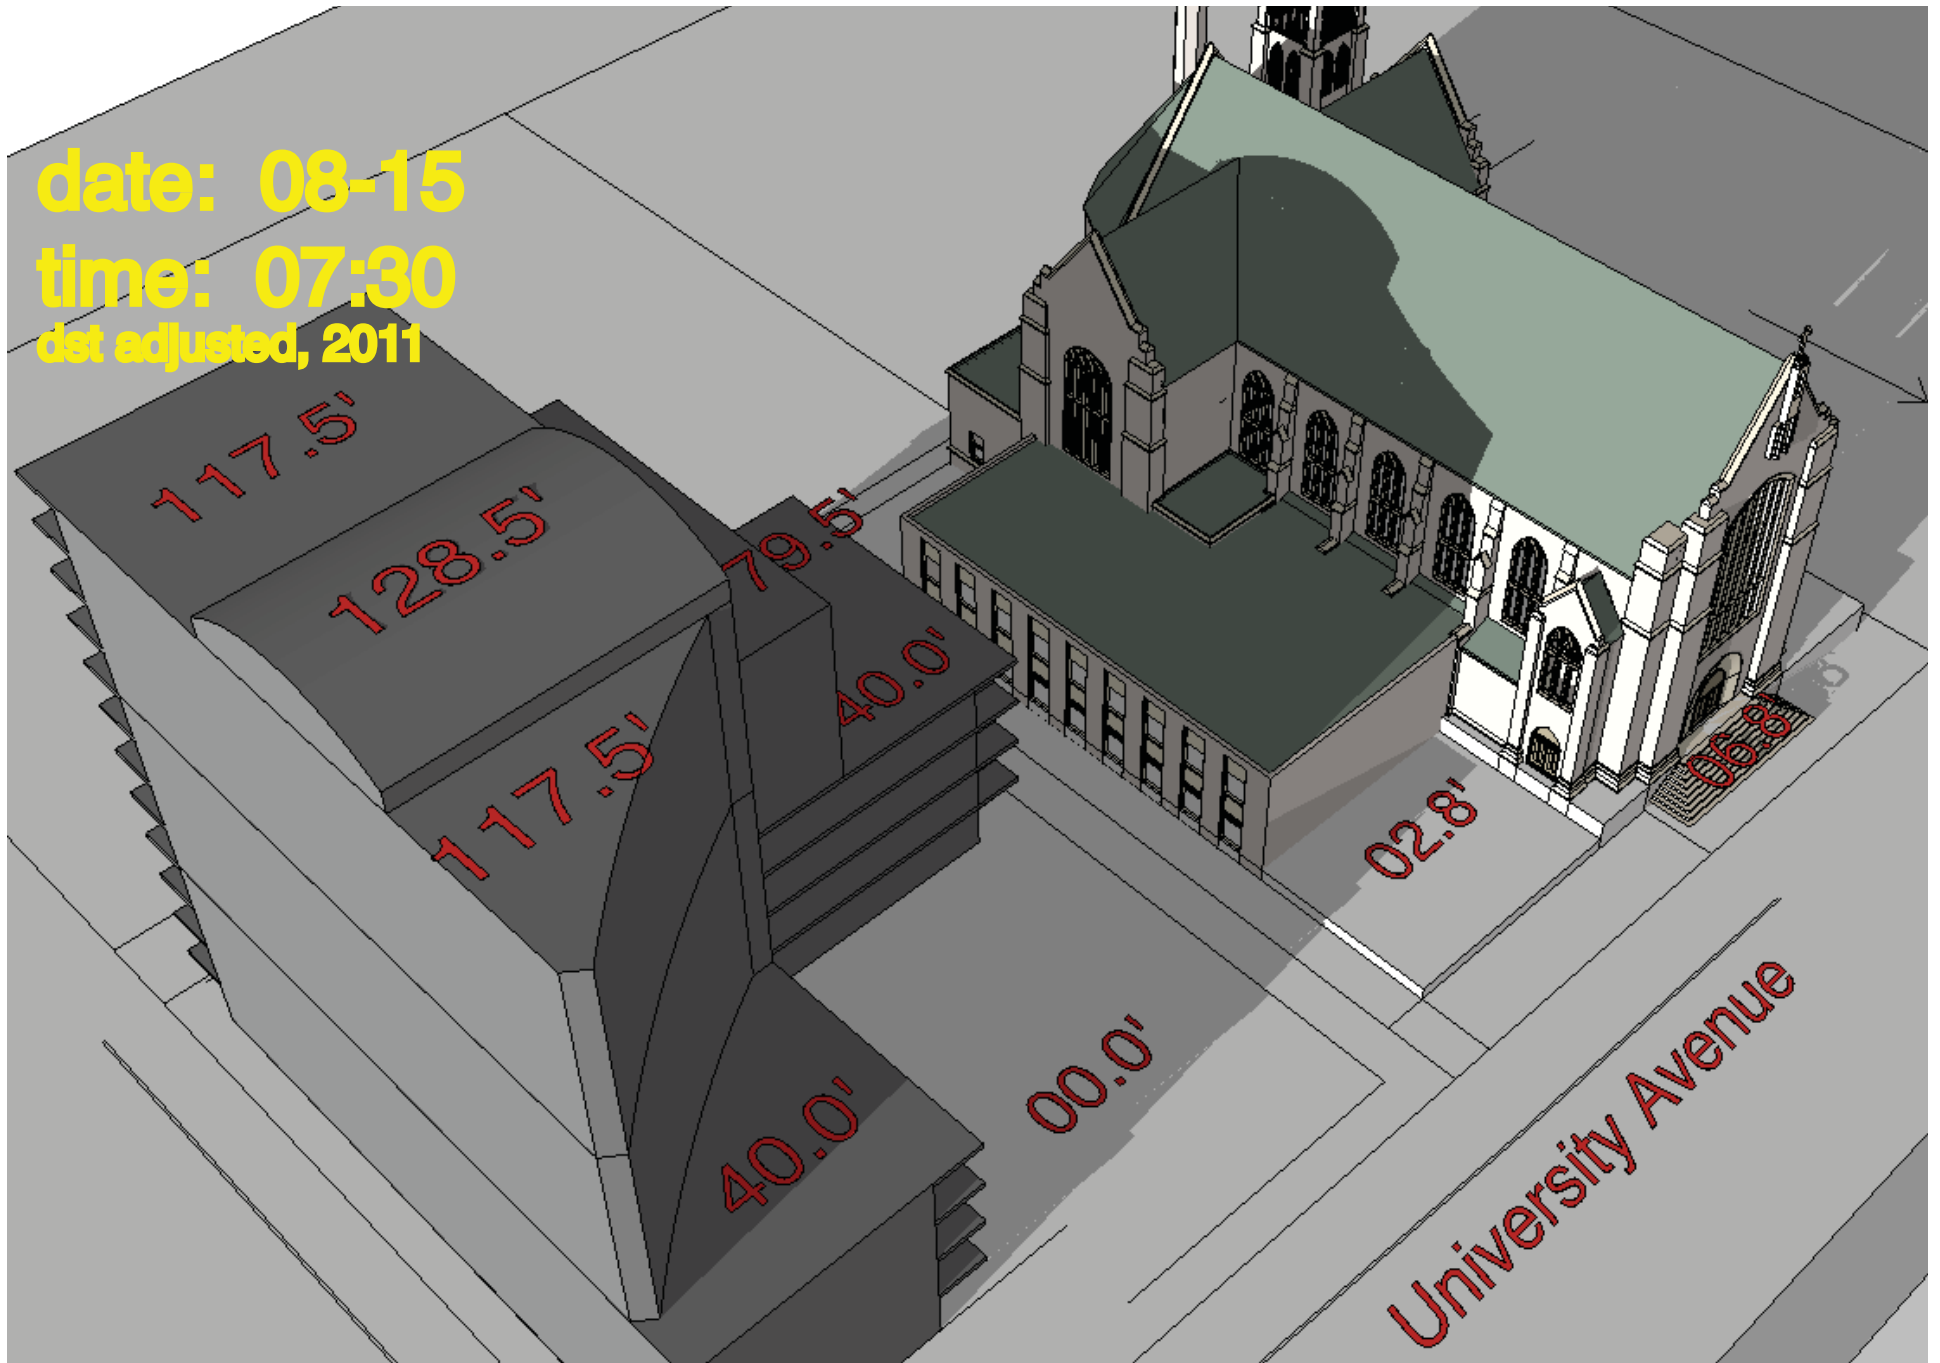 date: 08-15
time: 07:30
dst adjusted, 2011
117.5'
128.5'
79.5'
40.0'
117.5'
06.8'
02.8'
00.0'
40.0'
University Avenue